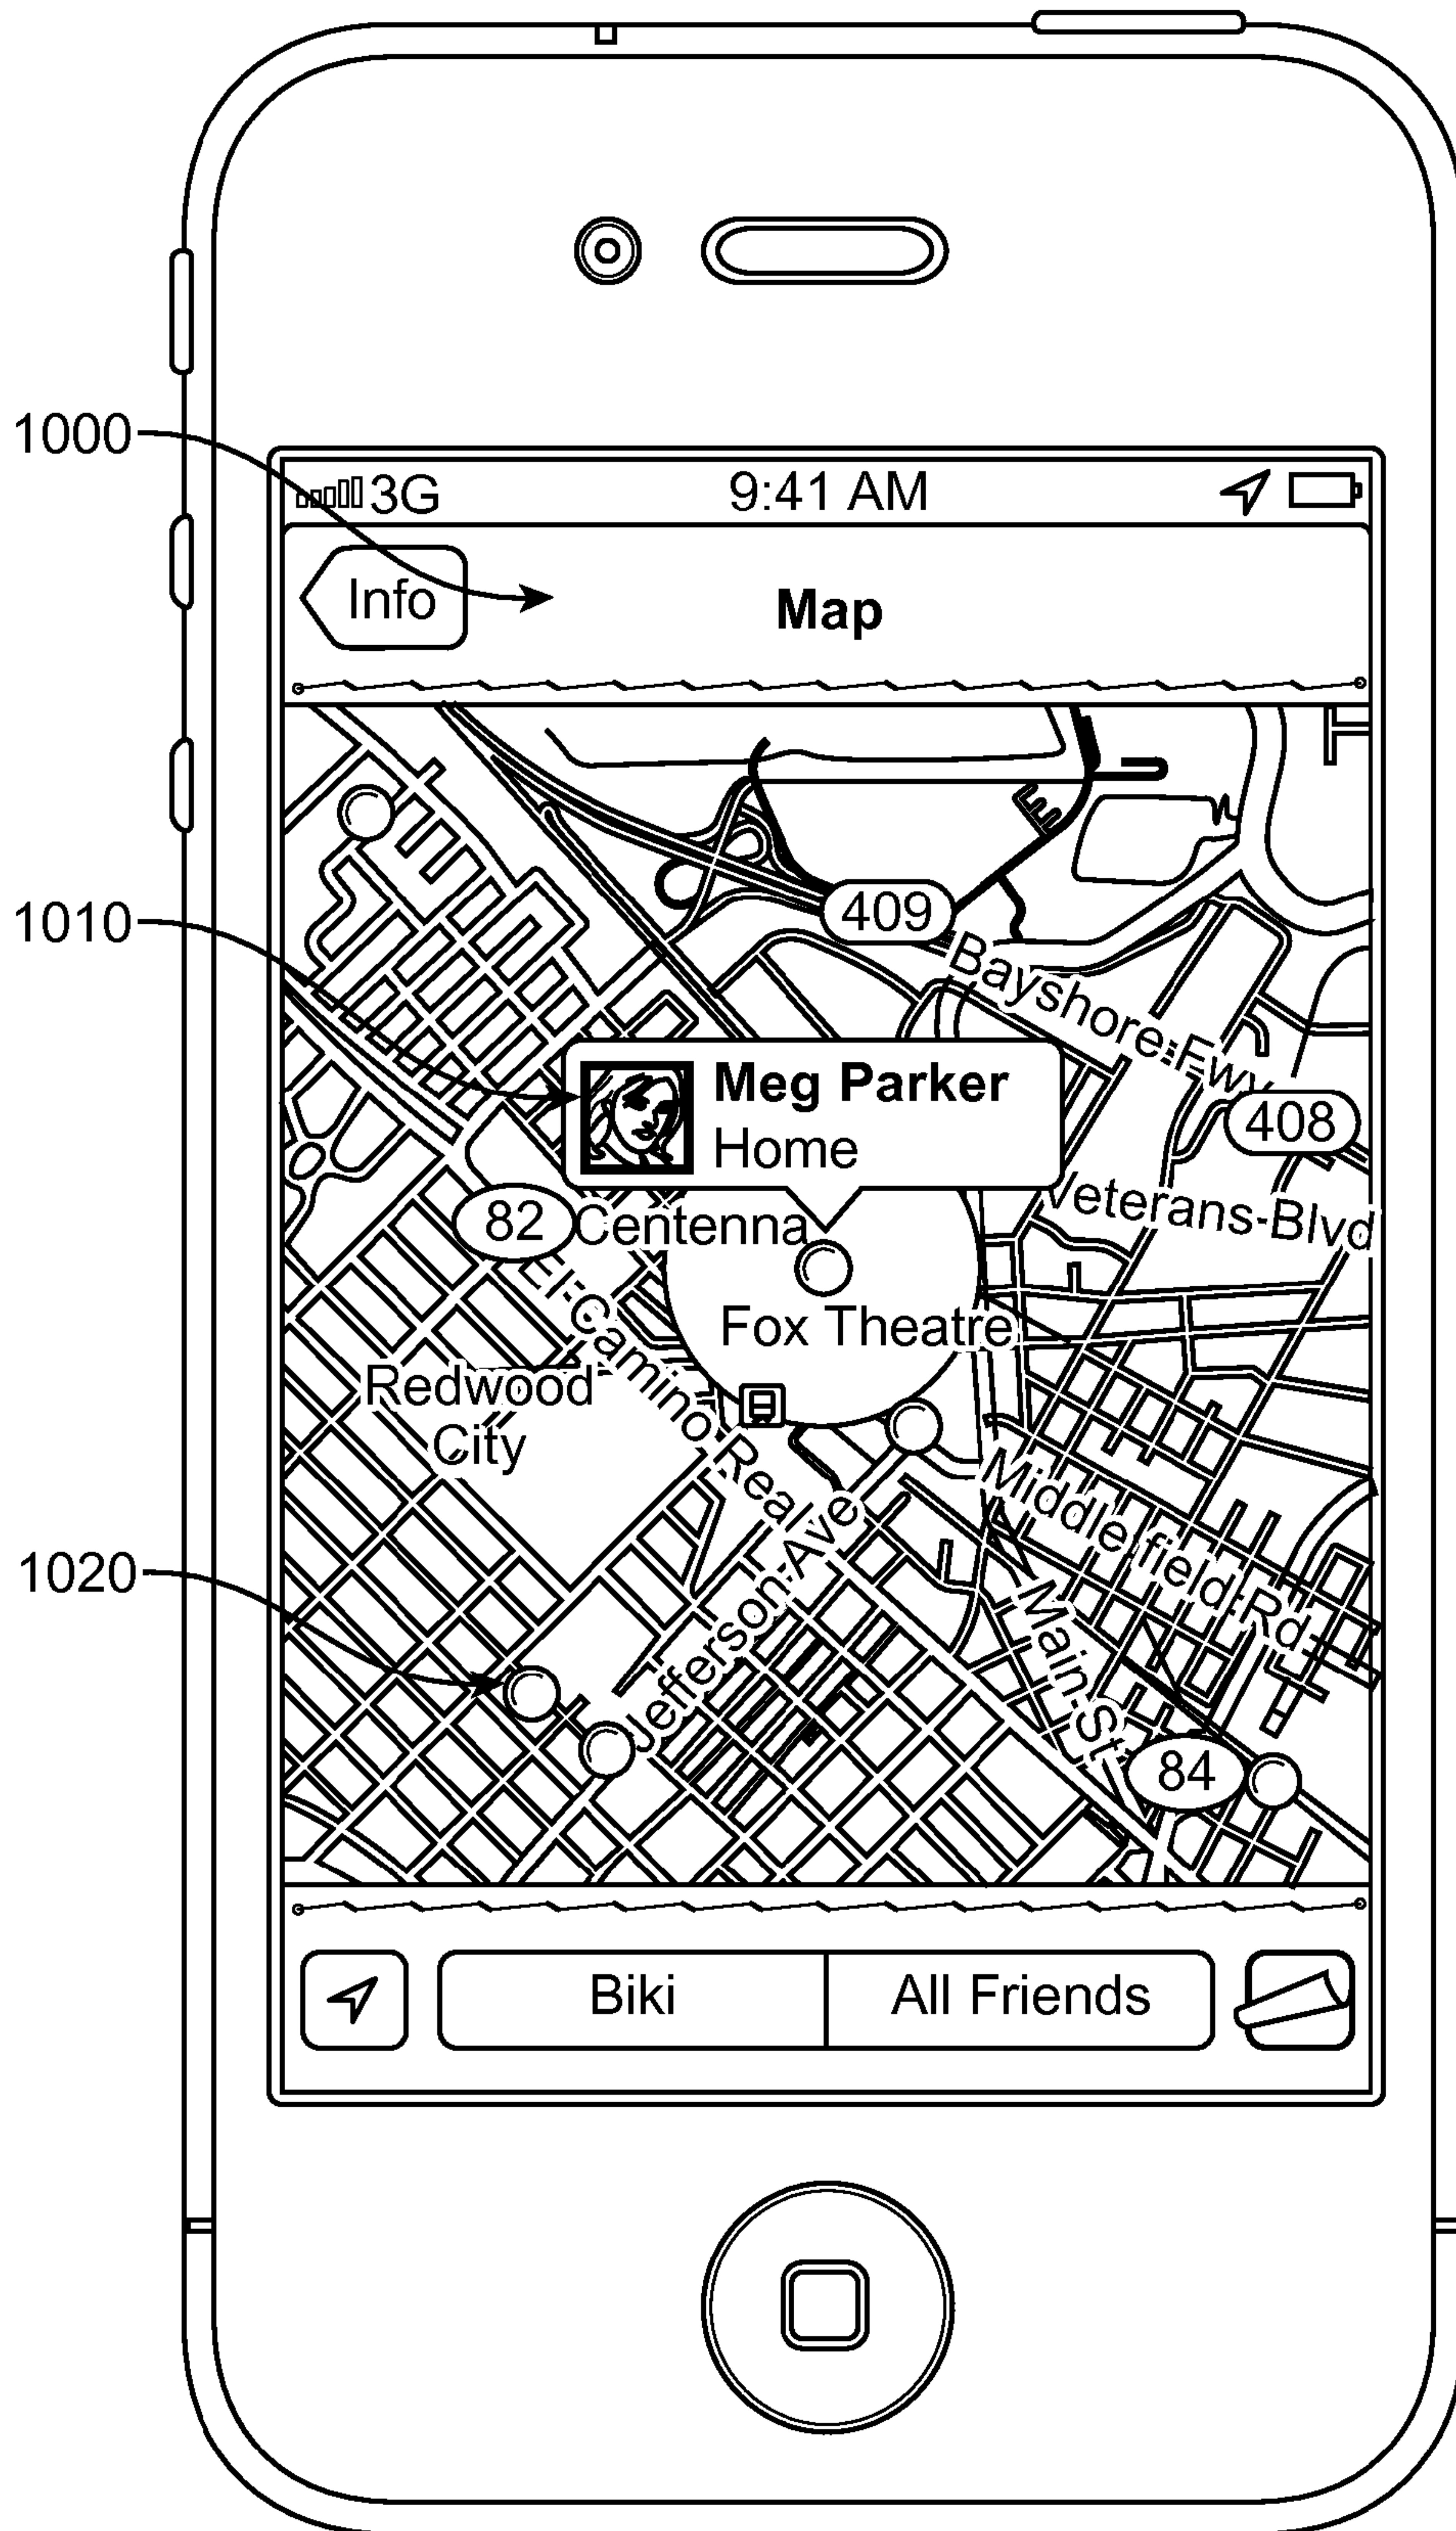 1000
3G 9:41 AM
Info
Map
1010
409
Bayshore Fwy
Meg Parker
Home
408
Veterans Blvd
82
Centenna
El Camino Real
Fox Theatre
Redwood
City
Middlefield Rd
Jefferson Ave
Main St
1020
84
Biki All Friends